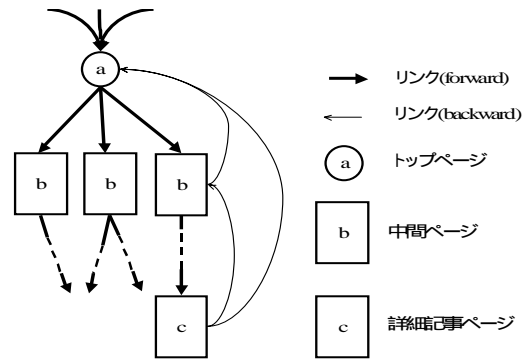 a
b
b
b
c
リンク(forward)
リンク(backward)
a
トップページ
b
中間ページ
c
詳細記事ページ